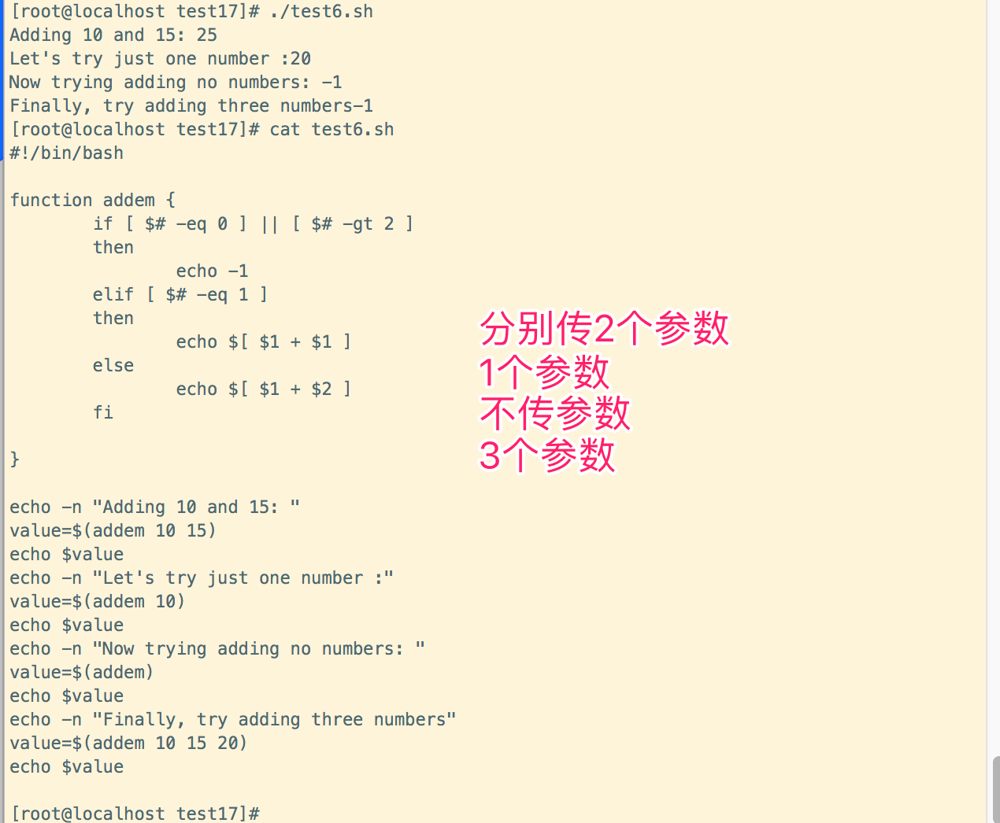 [root@localhost test17]# ./test6.sh
Adding 10 and 15: 25
Let's try just one number :20
Now trying adding no numbers: -1
Finally, try adding three numbers-1
[root@localhost test17]# cat test6.sh
#!/bin/bash
function addem {
if [ $# -eq 0 ] || [ $# -gt 2 ]
then
echo -1
elif [ $# -eq 1 ]
then
echo $[ $1 + $1 ]
else
echo $[ $1 + $2 ]
fi
}
分别传2个参数
1个参数
不传参数
3个参数
echo -n "Adding 10 and 15: "
value=$(addem 10 15)
echo $value
echo -n "Let's try just one number :"
value=$(addem 10)
echo $value
echo -n "Now trying adding no numbers: "
value=$(addem)
echo $value
echo -n "Finally, try adding three numbers"
value=$(addem 10 15 20)
echo $value
[root@localhost test17]#